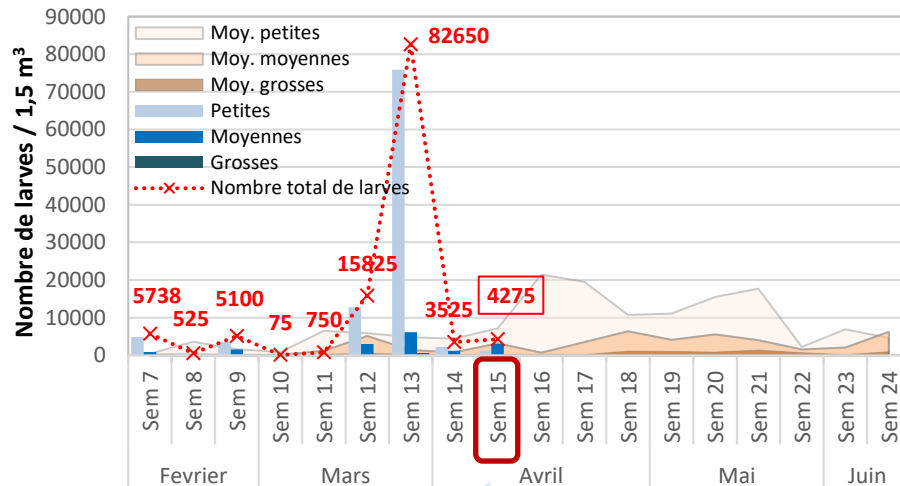 Nombre de larves / 1,5 m³
90000
80000
70000
60000
50000
40000
30000
20000
10000
0
Moy. petites
Moy. moyennes
Moy. grosses
Petites
Moyennes
Grosses
Nombre total de larves
5738
525
5100
75
750
15825
82650
3525
4275
Sem 7
Sem 8
Sem 9
Sem 10
Sem 11
Sem 12
Sem 13
Sem 14
Sem 15
Sem 16
Sem 17
Sem 18
Sem 19
Sem 20
Sem 21
Sem 22
Sem 23
Sem 24
Fevrier
Mars
Avril
Mai
Juin